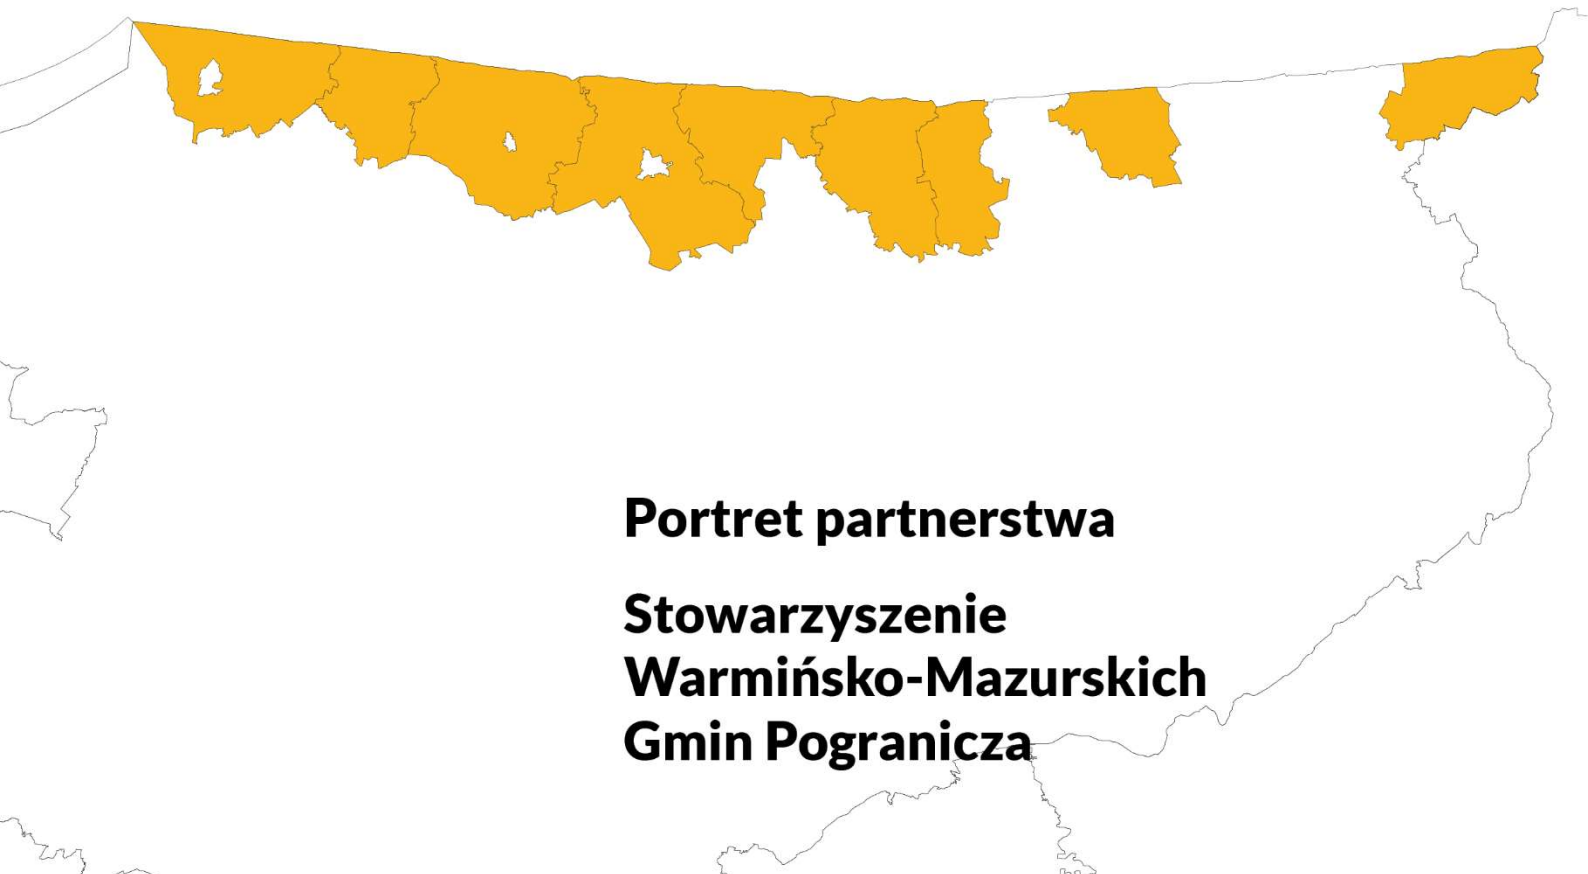 Portret partnerstwa
Stowarzyszenie
Warmińsko-Mazurskich
Gmin Pogranicza